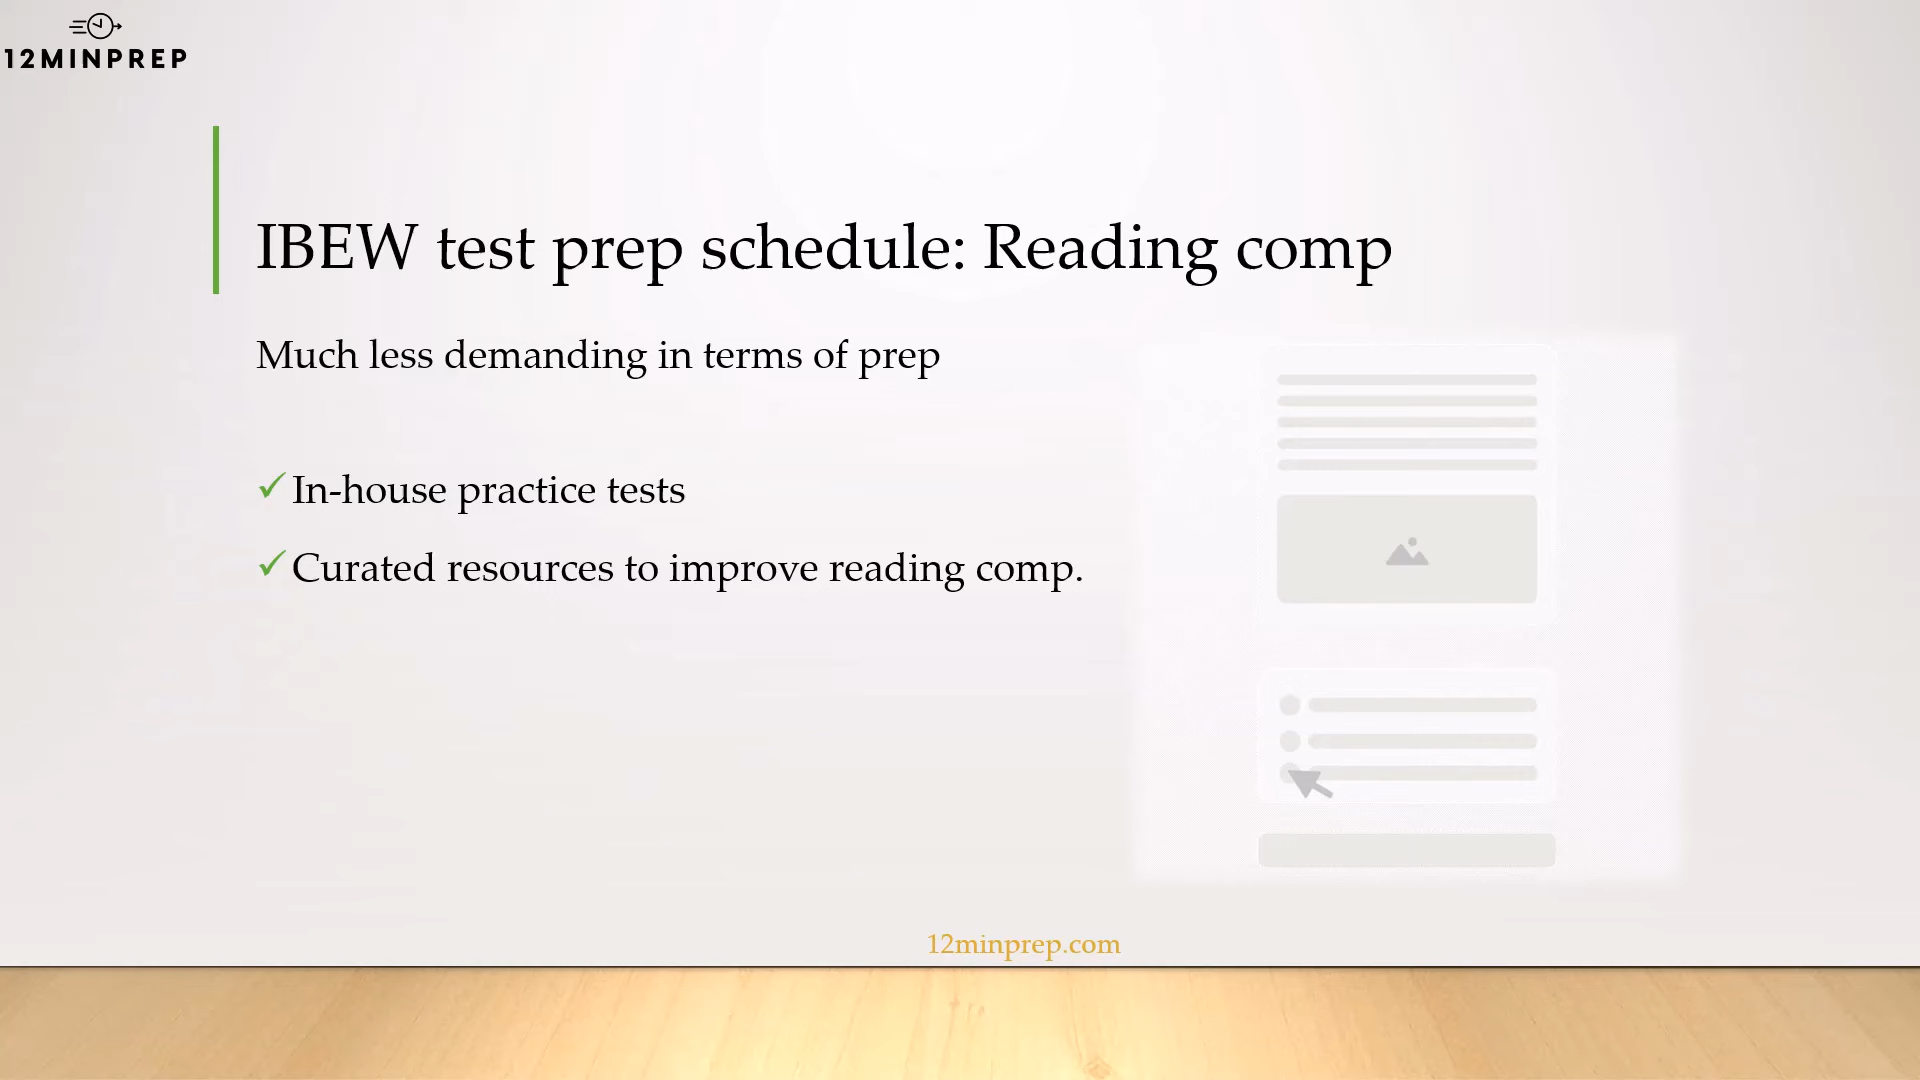 12MINPREP
IBEW test prep schedule: Reading comp
Much less demanding in terms of prep
✓ In-house practice tests
✓ Curated resources to improve reading comp.
12minprep.com